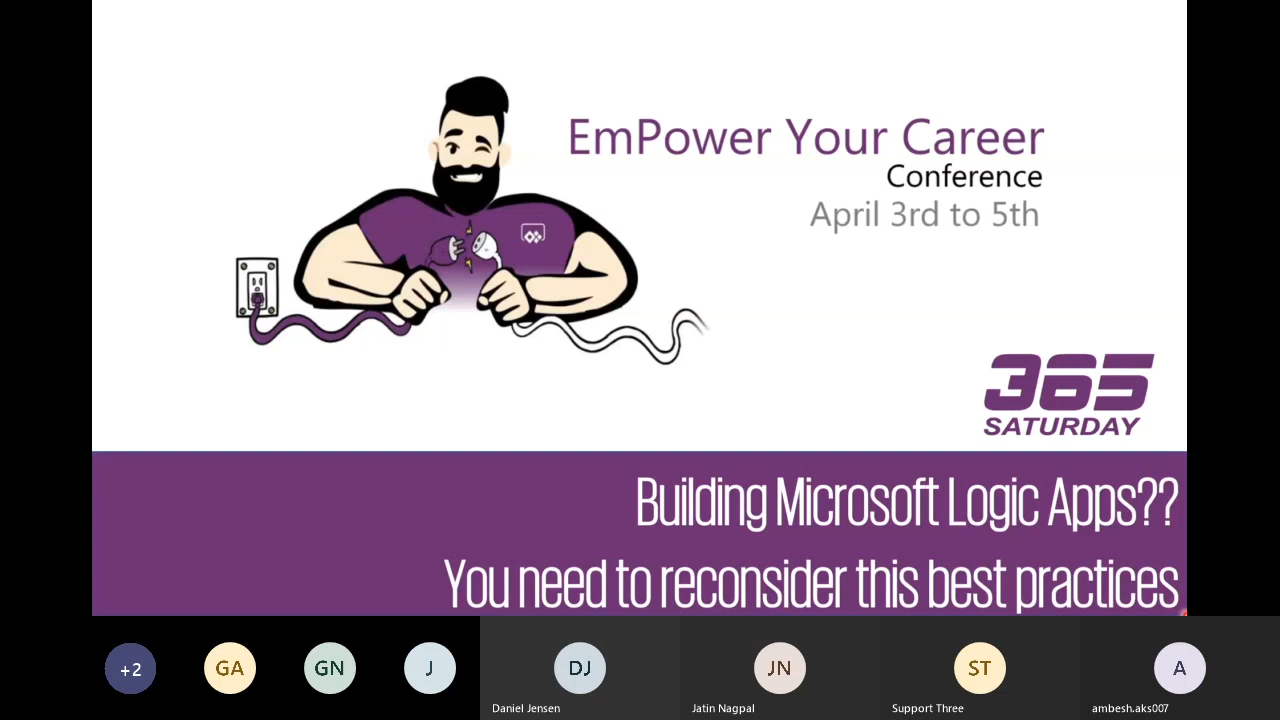 EmPower Your Career
Conference
April 3rd to 5th
365
SATURDAY
Building Microsoft Logic Apps??
You need to reconsider this best practices
+2
GA
GN
J
DJ
JN
ST
A
Daniel Jensen
Jatin Nagpal
Support Three
ambesh.aks007